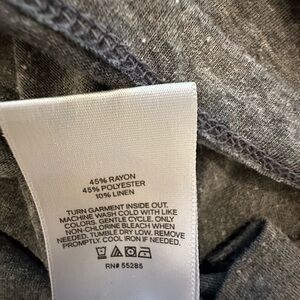 45% RAYON
45% POLYESTER
10% LINEN
TURN GARMENT INSIDE OUT.
MACHINE WASH COLD WITH LIKE
COLORS. GENTLE CYCLE. ONLY
NON-CHLORINE BLEACH WHEN
NEEDED. TUMBLE DRY LOW. REMOVE
PROMPTLY. COOL IRON IF NEEDED.
RN# 55285